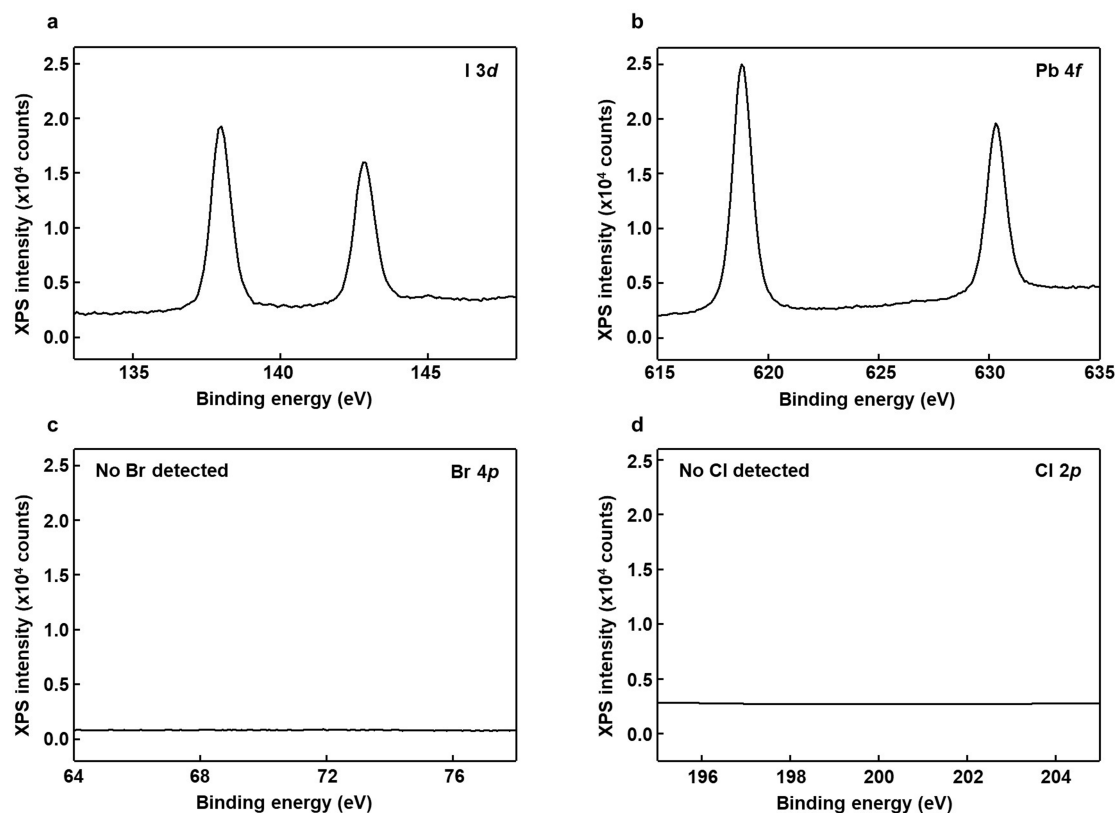 a
I 3d
2.5
2.0
1.5
1.0
0.5
0.0
XPS intensity (x10⁴ counts)
135
140
145
Binding energy (eV)
b
Pb 4f
2.5
2.0
1.5
1.0
0.5
0.0
XPS intensity (x10⁴ counts)
615
620
625
630
635
Binding energy (eV)
c
No Br detected
Br 4p
2.5
2.0
1.5
1.0
0.5
0.0
XPS intensity (x10⁴ counts)
64
68
72
76
Binding energy (eV)
d
No Cl detected
Cl 2p
2.5
2.0
1.5
1.0
0.5
0.0
XPS intensity (x10⁴ counts)
196
198
200
202
204
Binding energy (eV)